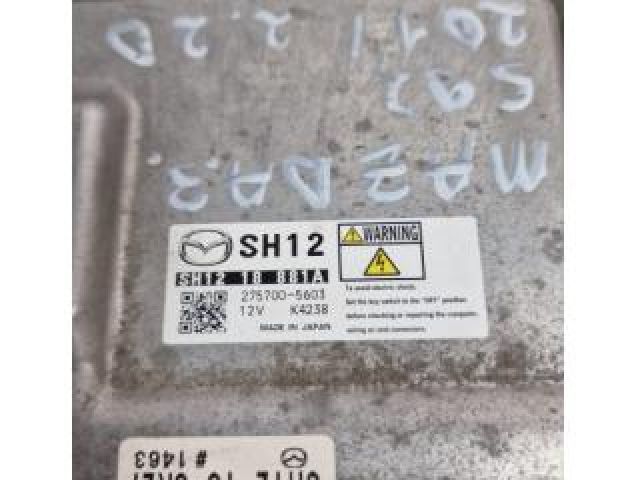 MAZDA 3
2011 2.2D
SH12
SH12 18 881A
275700-5603
12V K4238
MADE IN JAPAN
WARNING
To avoid electric shock:
Set the key switch to the "OFF" position
before checking or repairing the computer,
wiring or unit connectors.
#1463